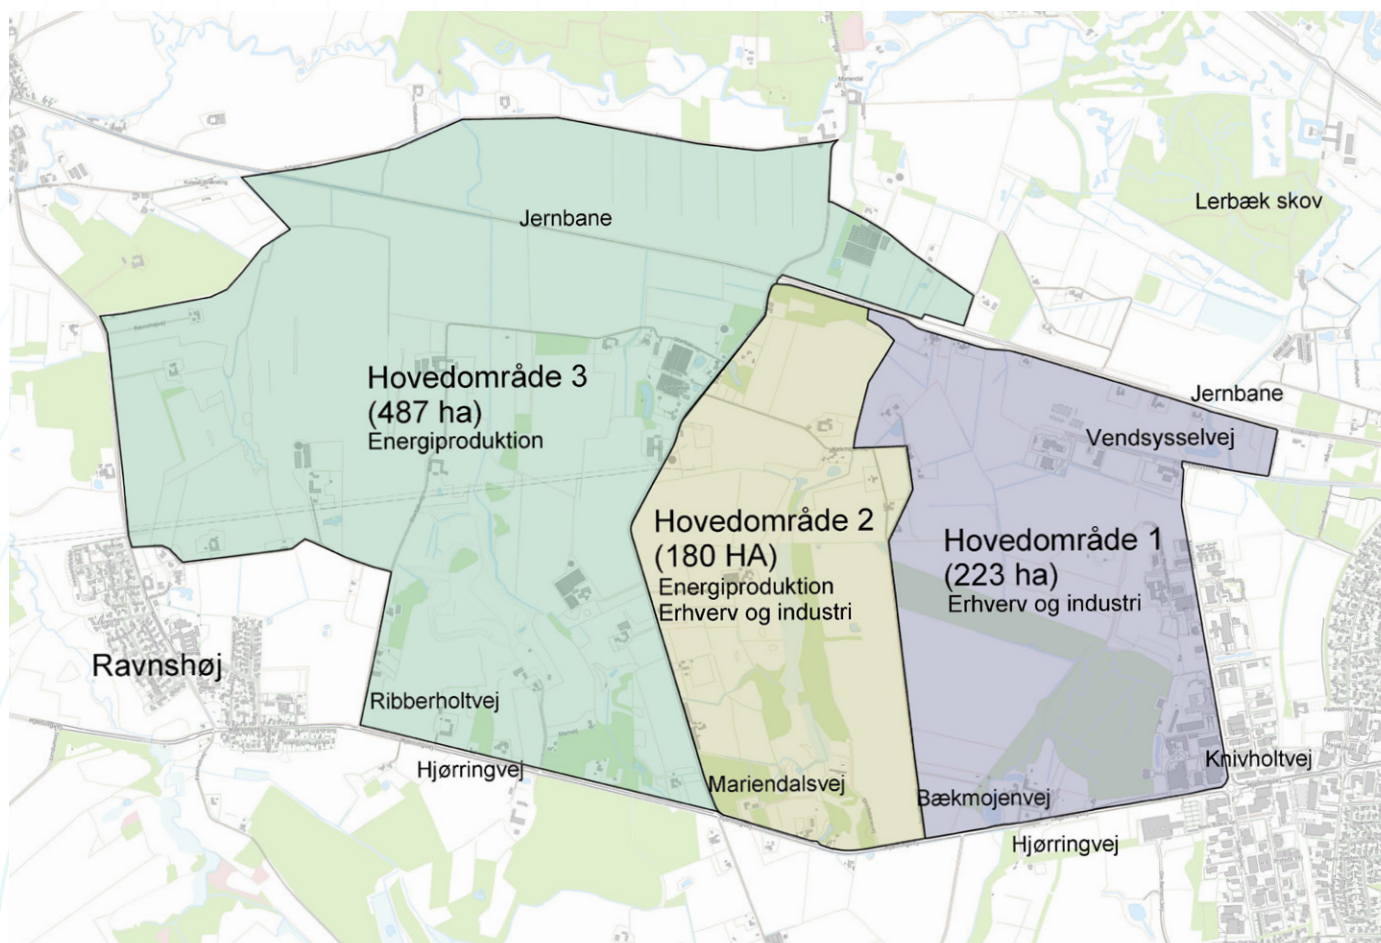 Lerbæk skov
Jernbane
Hovedområde 3
(487 ha)
Energiproduktion
Jernbane
Vendsysselvej
Hovedområde 2
(180 HA)
Energiproduktion
Erhverv og industri
Hovedområde 1
(223 ha)
Erhverv og industri
Ravnshøj
Ribberholtvej
Hjørringvej
Mariendalsvej
Bækmojenvej
Knivholtvej
Hjørringvej